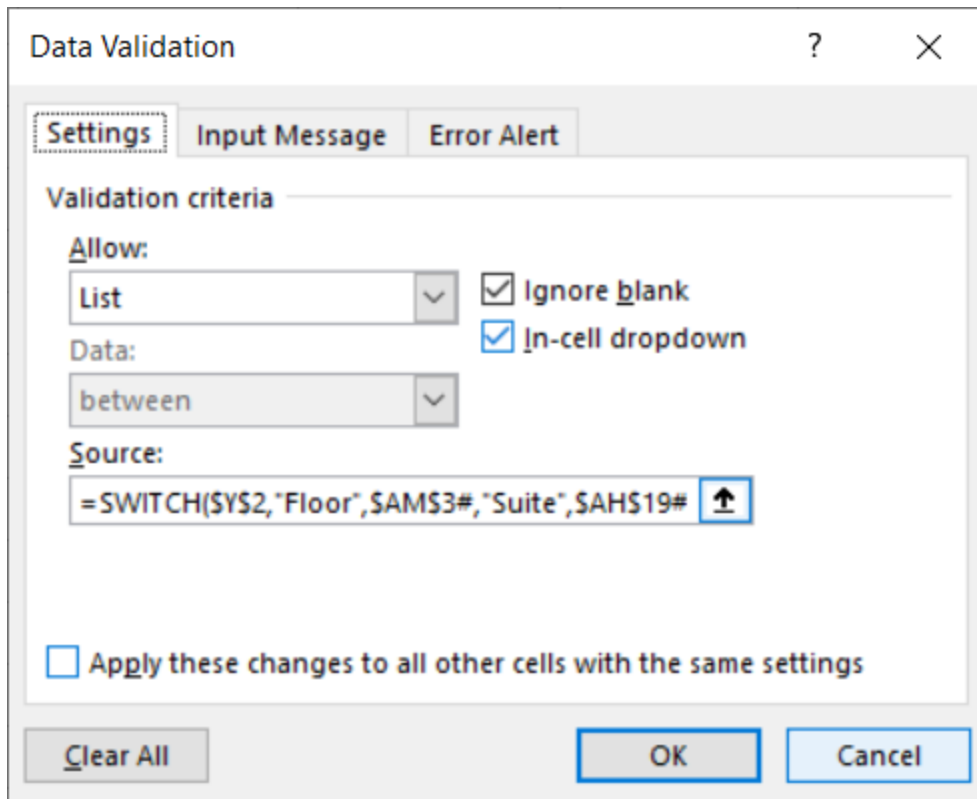 Data Validation ? ×
Settings Input Message Error Alert
Validation criteria
Allow:
List
Ignore blank
In-cell dropdown
Data:
between
Source:
=SWITCH($Y$2,"Floor",$AM$3#,"Suite",$AH$19#
Apply these changes to all other cells with the same settings
Clear All OK Cancel